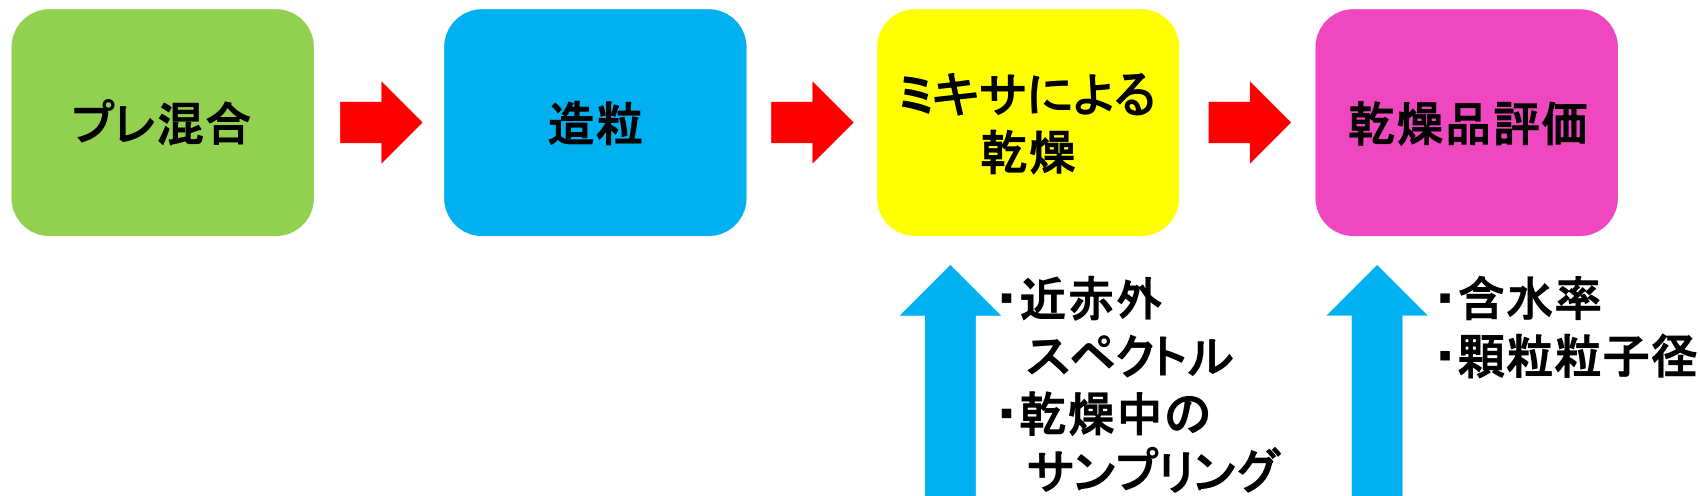 プレ混合
造粒
ミキサによる
乾燥
乾燥品評価
・近赤外
スペクトル
・乾燥中の
サンプリング
・含水率
・顆粒粒子径